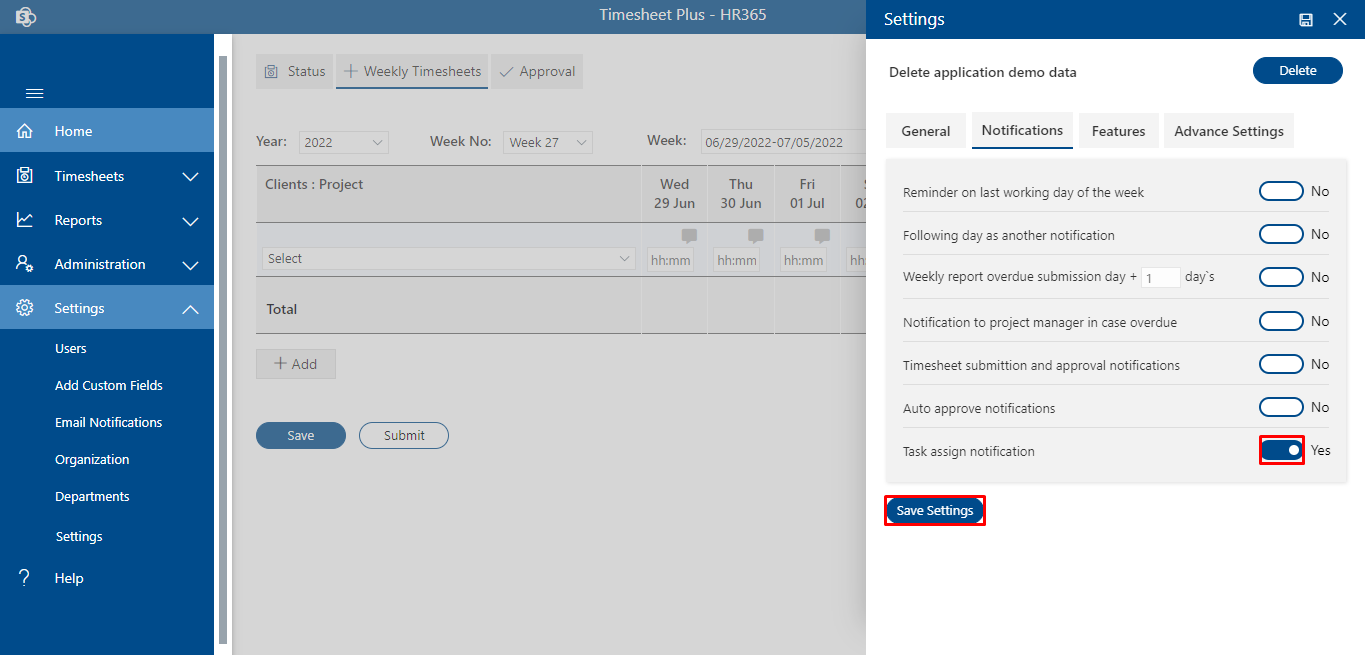 Timesheet Plus - HR365
Home
Timesheets
Reports
Administration
Settings
Users
Add Custom Fields
Email Notifications
Organization
Departments
Settings
? Help
Status
+ Weekly Timesheets
Approval
Year: 2022 Week No: Week 27 Week: 06/29/2022-07/05/2022
Clients : Project
Wed
29 Jun
Thu
30 Jun
Fri
01 Jul
Select hh:mm hh:mm hh:mm hh
Total
+ Add
Save Submit
Settings
Delete application demo data Delete
General Notifications Features Advance Settings
Reminder on last working day of the week No
Following day as another notification No
Weekly report overdue submission day + 1 day`s No
Notification to project manager in case overdue No
Timesheet submittion and approval notifications No
Auto approve notifications No
Task assign notification Yes
Save Settings